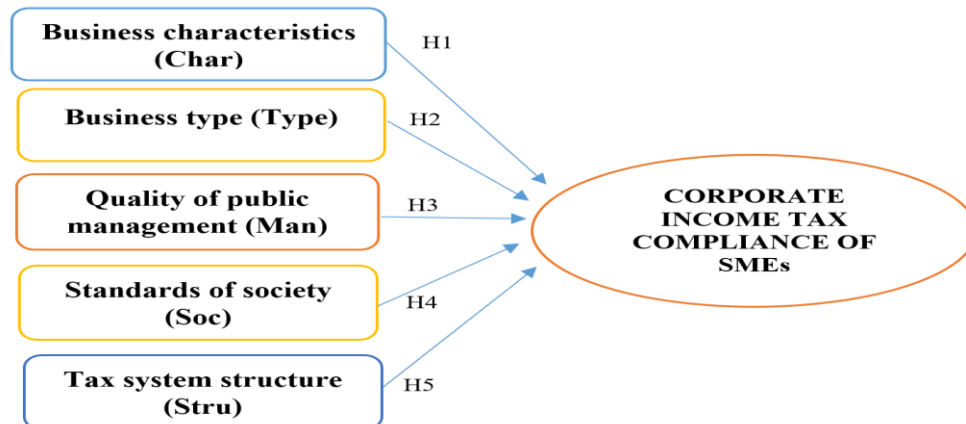 Business characteristics
(Char)
H1
Business type (Type)
H2
Quality of public
management (Man)
H3
Standards of society
(Soc)
H4
Tax system structure
(Stru)
H5
CORPORATE
INCOME TAX
COMPLIANCE OF
SMEs